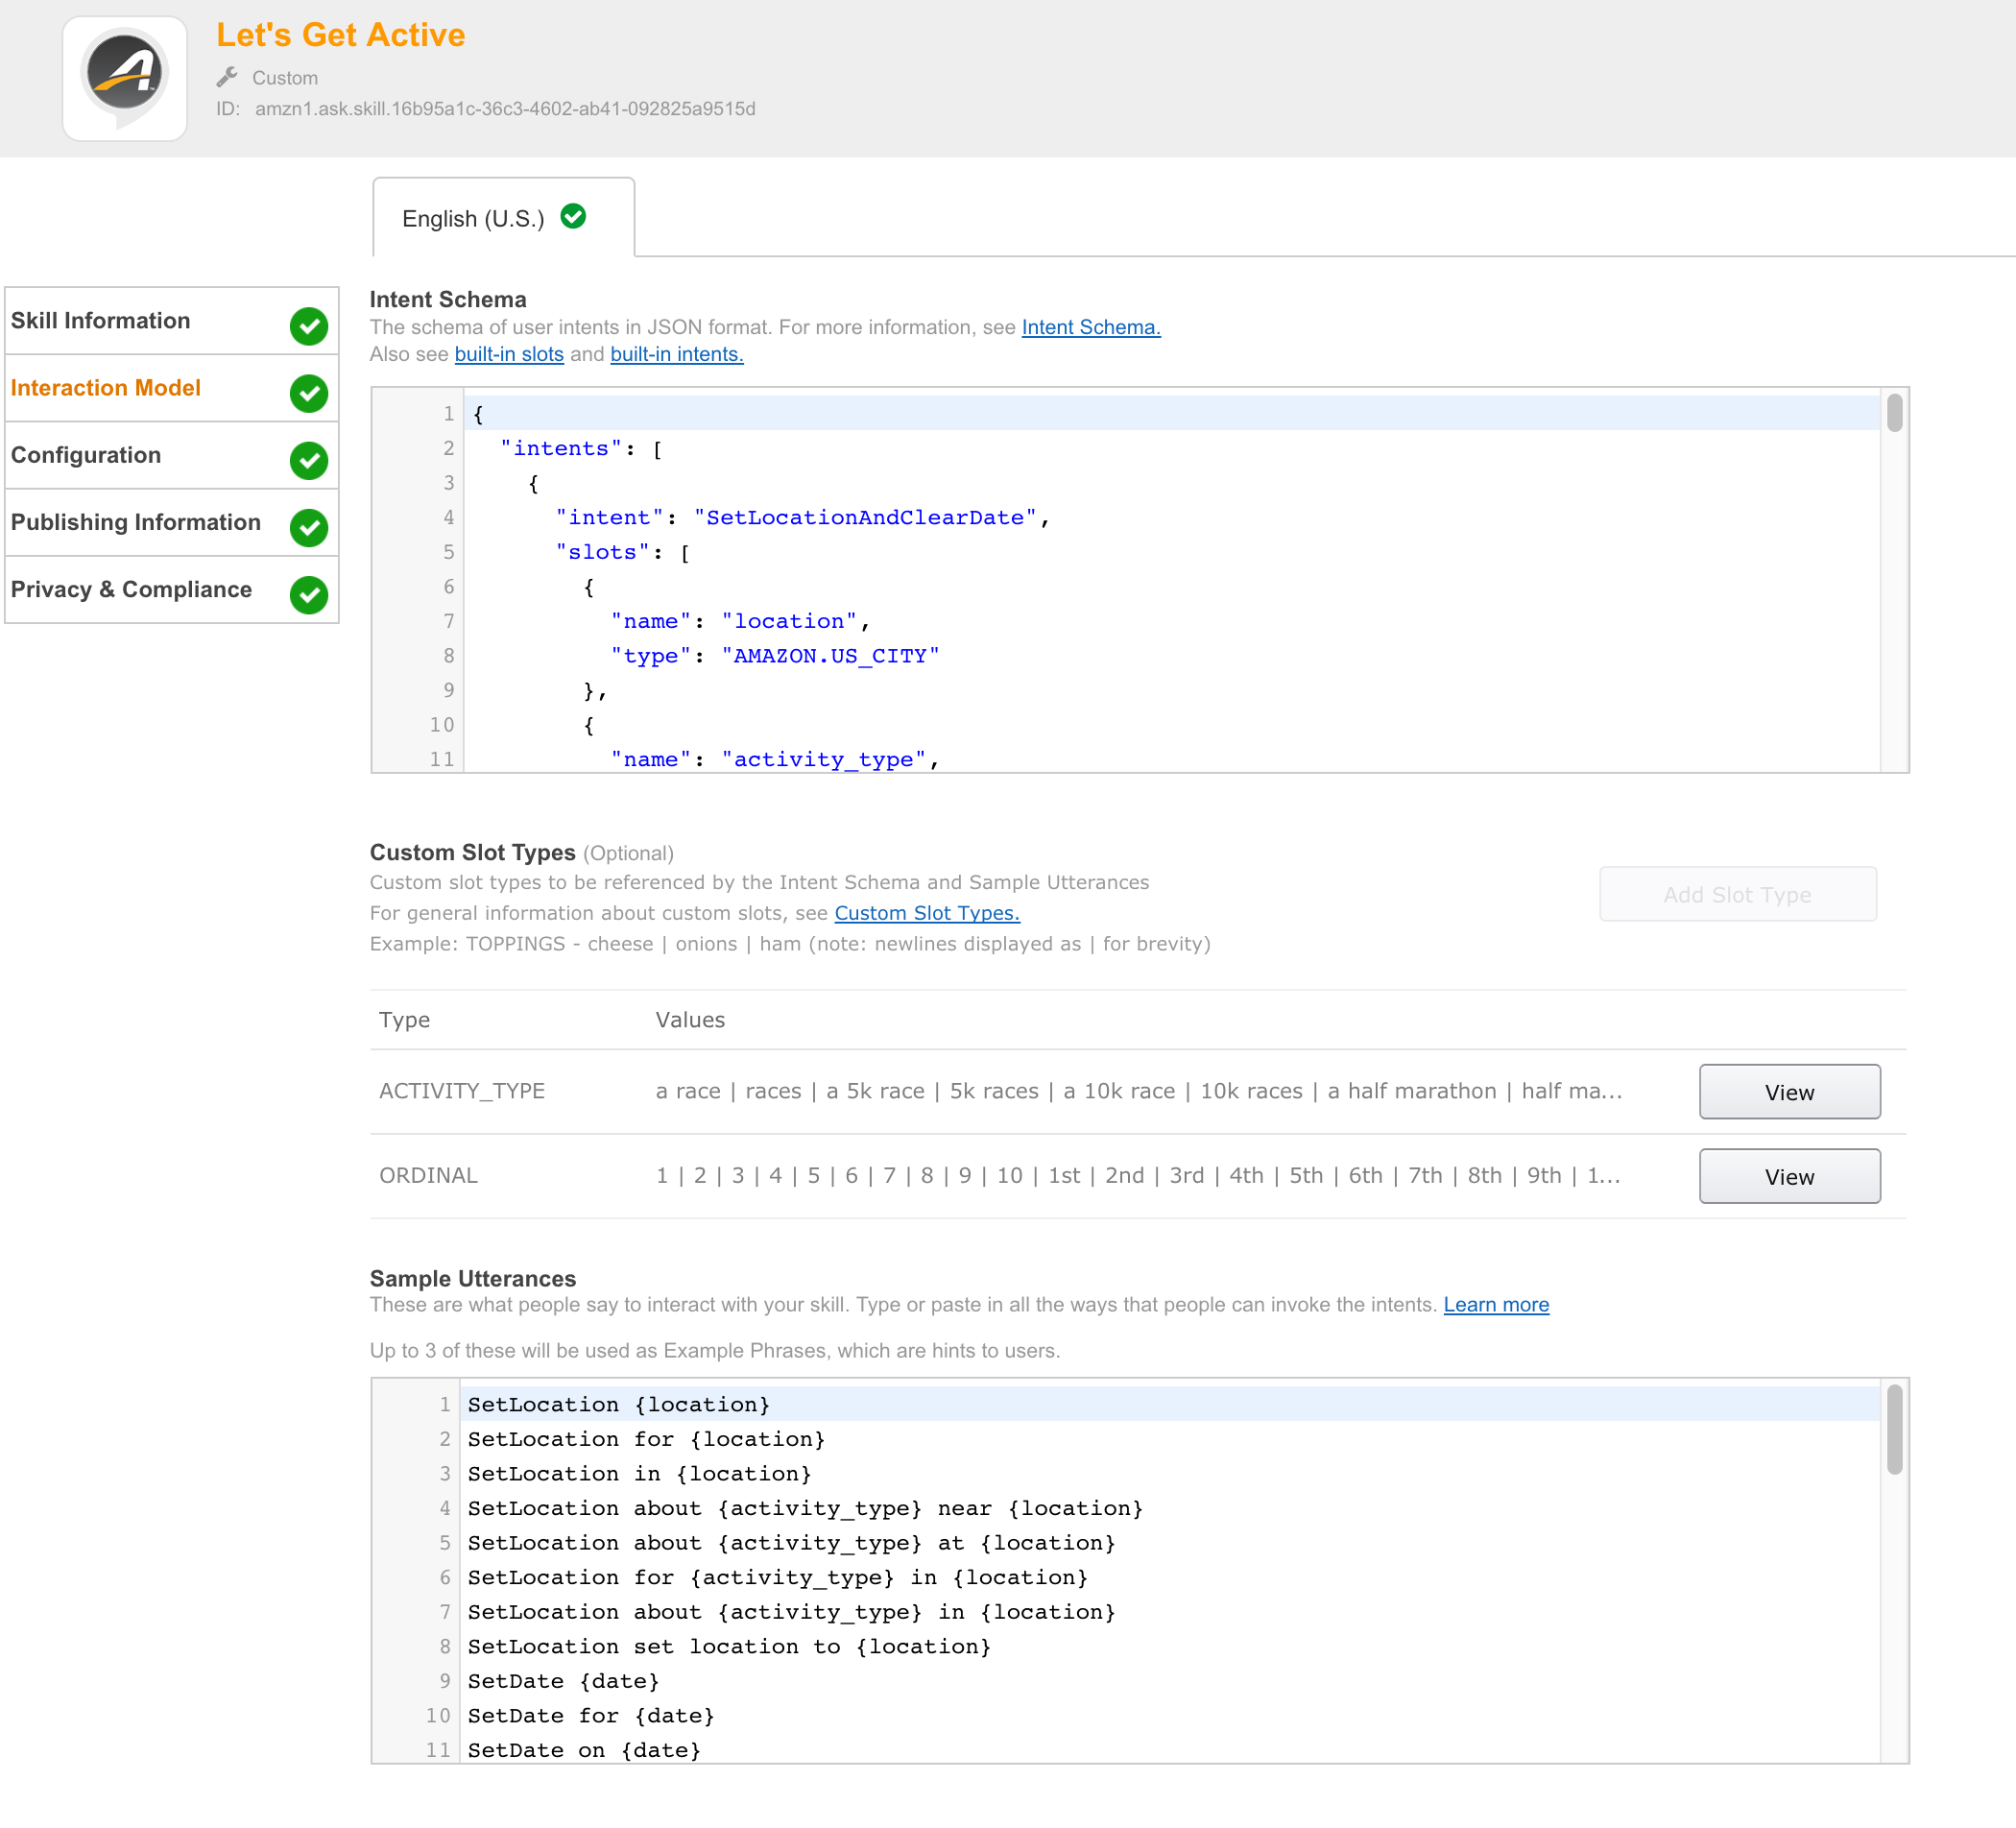 Let's Get Active
Custom
ID: amzn1.ask.skill.16b95a1c-36c3-4602-ab41-092825a9515d
English (U.S.)
Skill Information
Interaction Model
Configuration
Publishing Information
Privacy & Compliance
Intent Schema
The schema of user intents in JSON format. For more information, see Intent Schema.
Also see built-in slots and built-in intents.
1 {
2 "intents": [
3 {
4 "intent": "SetLocationAndClearDate",
5 "slots": [
6 {
7 "name": "location",
8 "type": "AMAZON.US_CITY"
9 },
10 {
11 "name": "activity_type",
Custom Slot Types (Optional)
Custom slot types to be referenced by the Intent Schema and Sample Utterances
For general information about custom slots, see Custom Slot Types.
Example: TOPPINGS - cheese | onions | ham (note: newlines displayed as | for brevity)
Add Slot Type
Type Values
ACTIVITY_TYPE a race | races | a 5k race | 5k races | a 10k race | 10k races | a half marathon | half ma... View
ORDINAL 1 | 2 | 3 | 4 | 5 | 6 | 7 | 8 | 9 | 10 | 1st | 2nd | 3rd | 4th | 5th | 6th | 7th | 8th | 9th | 1... View
Sample Utterances
These are what people say to interact with your skill. Type or paste in all the ways that people can invoke the intents. Learn more
Up to 3 of these will be used as Example Phrases, which are hints to users.
1 SetLocation {location}
2 SetLocation for {location}
3 SetLocation in {location}
4 SetLocation about {activity_type} near {location}
5 SetLocation about {activity_type} at {location}
6 SetLocation for {activity_type} in {location}
7 SetLocation about {activity_type} in {location}
8 SetLocation set location to {location}
9 SetDate {date}
10 SetDate for {date}
11 SetDate on {date}